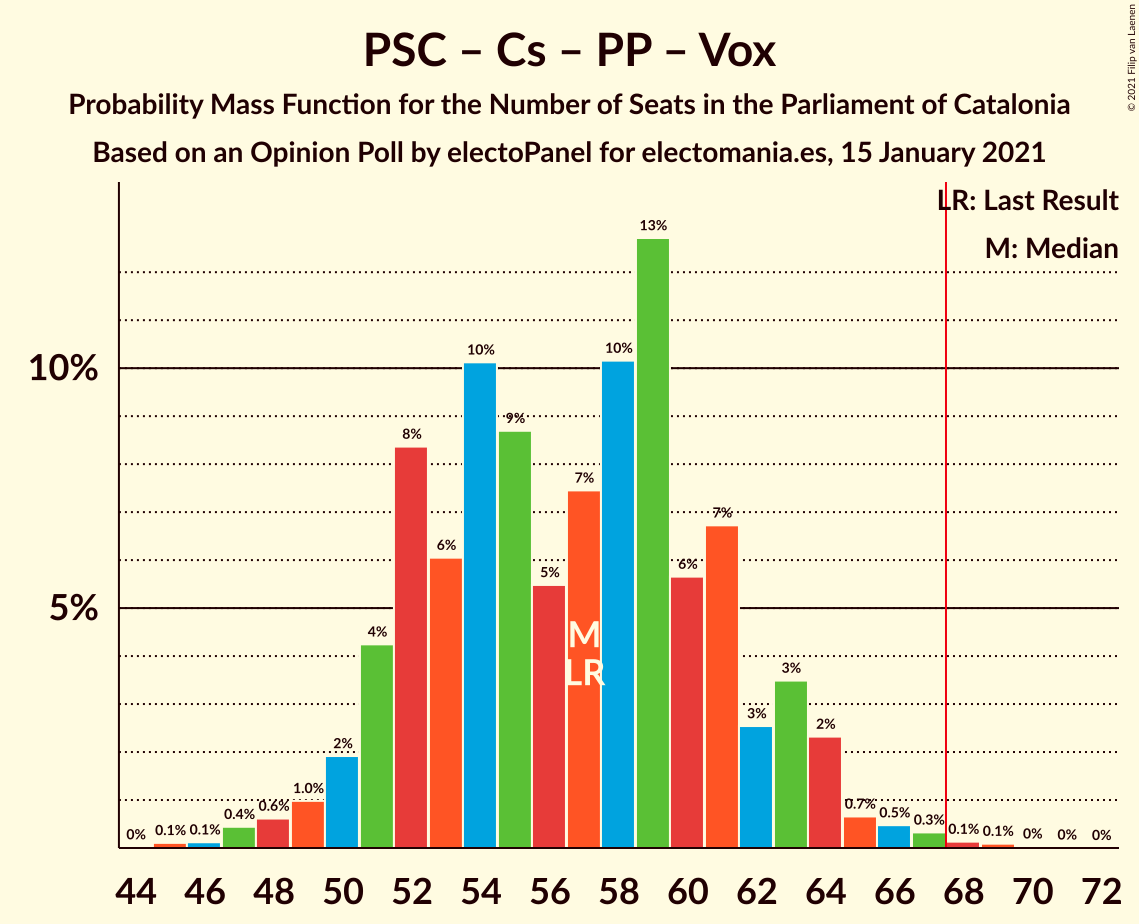 PSC – Cs – PP – Vox
Probability Mass Function for the Number of Seats in the Parliament of Catalonia
Based on an Opinion Poll by electoPanel for electomania.es, 15 January 2021
© 2021 Filip van Laenen
LR: Last Result
M: Median
10%
5%
0% 0.1% 0.1% 0.4% 0.6% 1.0% 2% 4% 8% 6% 10% 9% 5% 7% 10% 13% 6% 7% 3% 3% 2% 0.7% 0.5% 0.3% 0.1% 0.1% 0% 0% 0%
M
LR
44 46 48 50 52 54 56 58 60 62 64 66 68 70 72